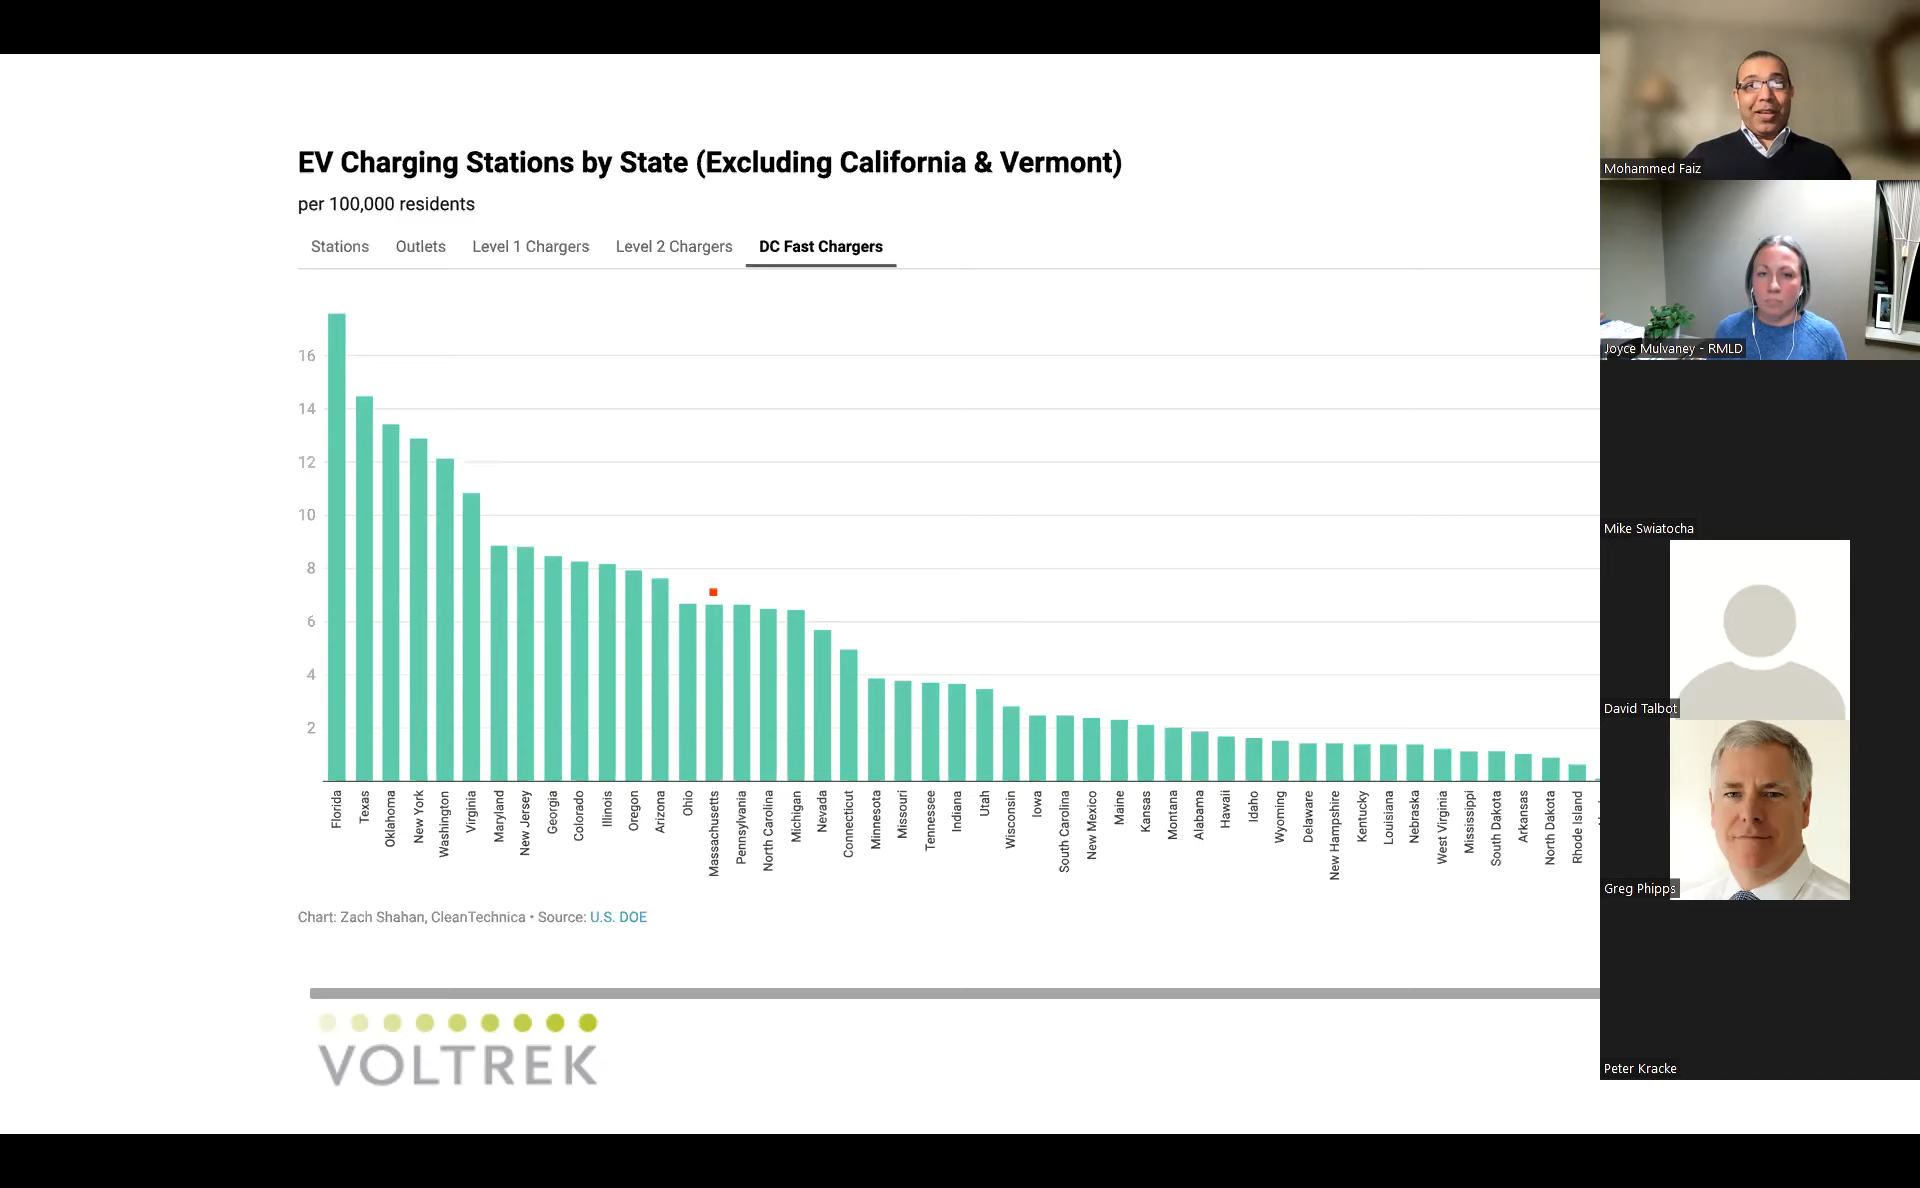 EV Charging Stations by State (Excluding California & Vermont)
per 100,000 residents
Stations Outlets Level 1 Chargers Level 2 Chargers DC Fast Chargers
16
14
12
10
8
6
4
2
Florida
Texas
Oklahoma
New York
Washington
Virginia
Maryland
New Jersey
Georgia
Colorado
Illinois
Oregon
Arizona
Ohio
Massachusetts
Pennsylvania
North Carolina
Michigan
Nevada
Connecticut
Minnesota
Missouri
Tennessee
Indiana
Utah
Wisconsin
Iowa
South Carolina
New Mexico
Maine
Kansas
Montana
Alabama
Hawaii
Idaho
Wyoming
Delaware
New Hampshire
Kentucky
Louisiana
Nebraska
West Virginia
Mississippi
South Dakota
Arkansas
North Dakota
Rhode Island
Chart: Zach Shahan, CleanTechnica • Source: U.S. DOE
VOLTREK
Mohammed Faiz
Joyce Mulvaney - RMLD
Mike Swiatocha
David Talbot
Greg Phipps
Peter Kracke